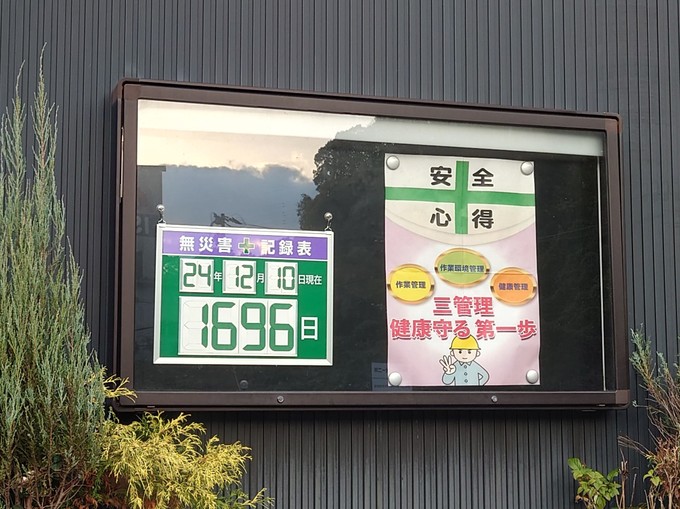 無災害 記録表
24年 12月 10日現在
1696日
安全
心得
作業環境管理
作業管理
健康管理
三管理
健康守る 第一歩